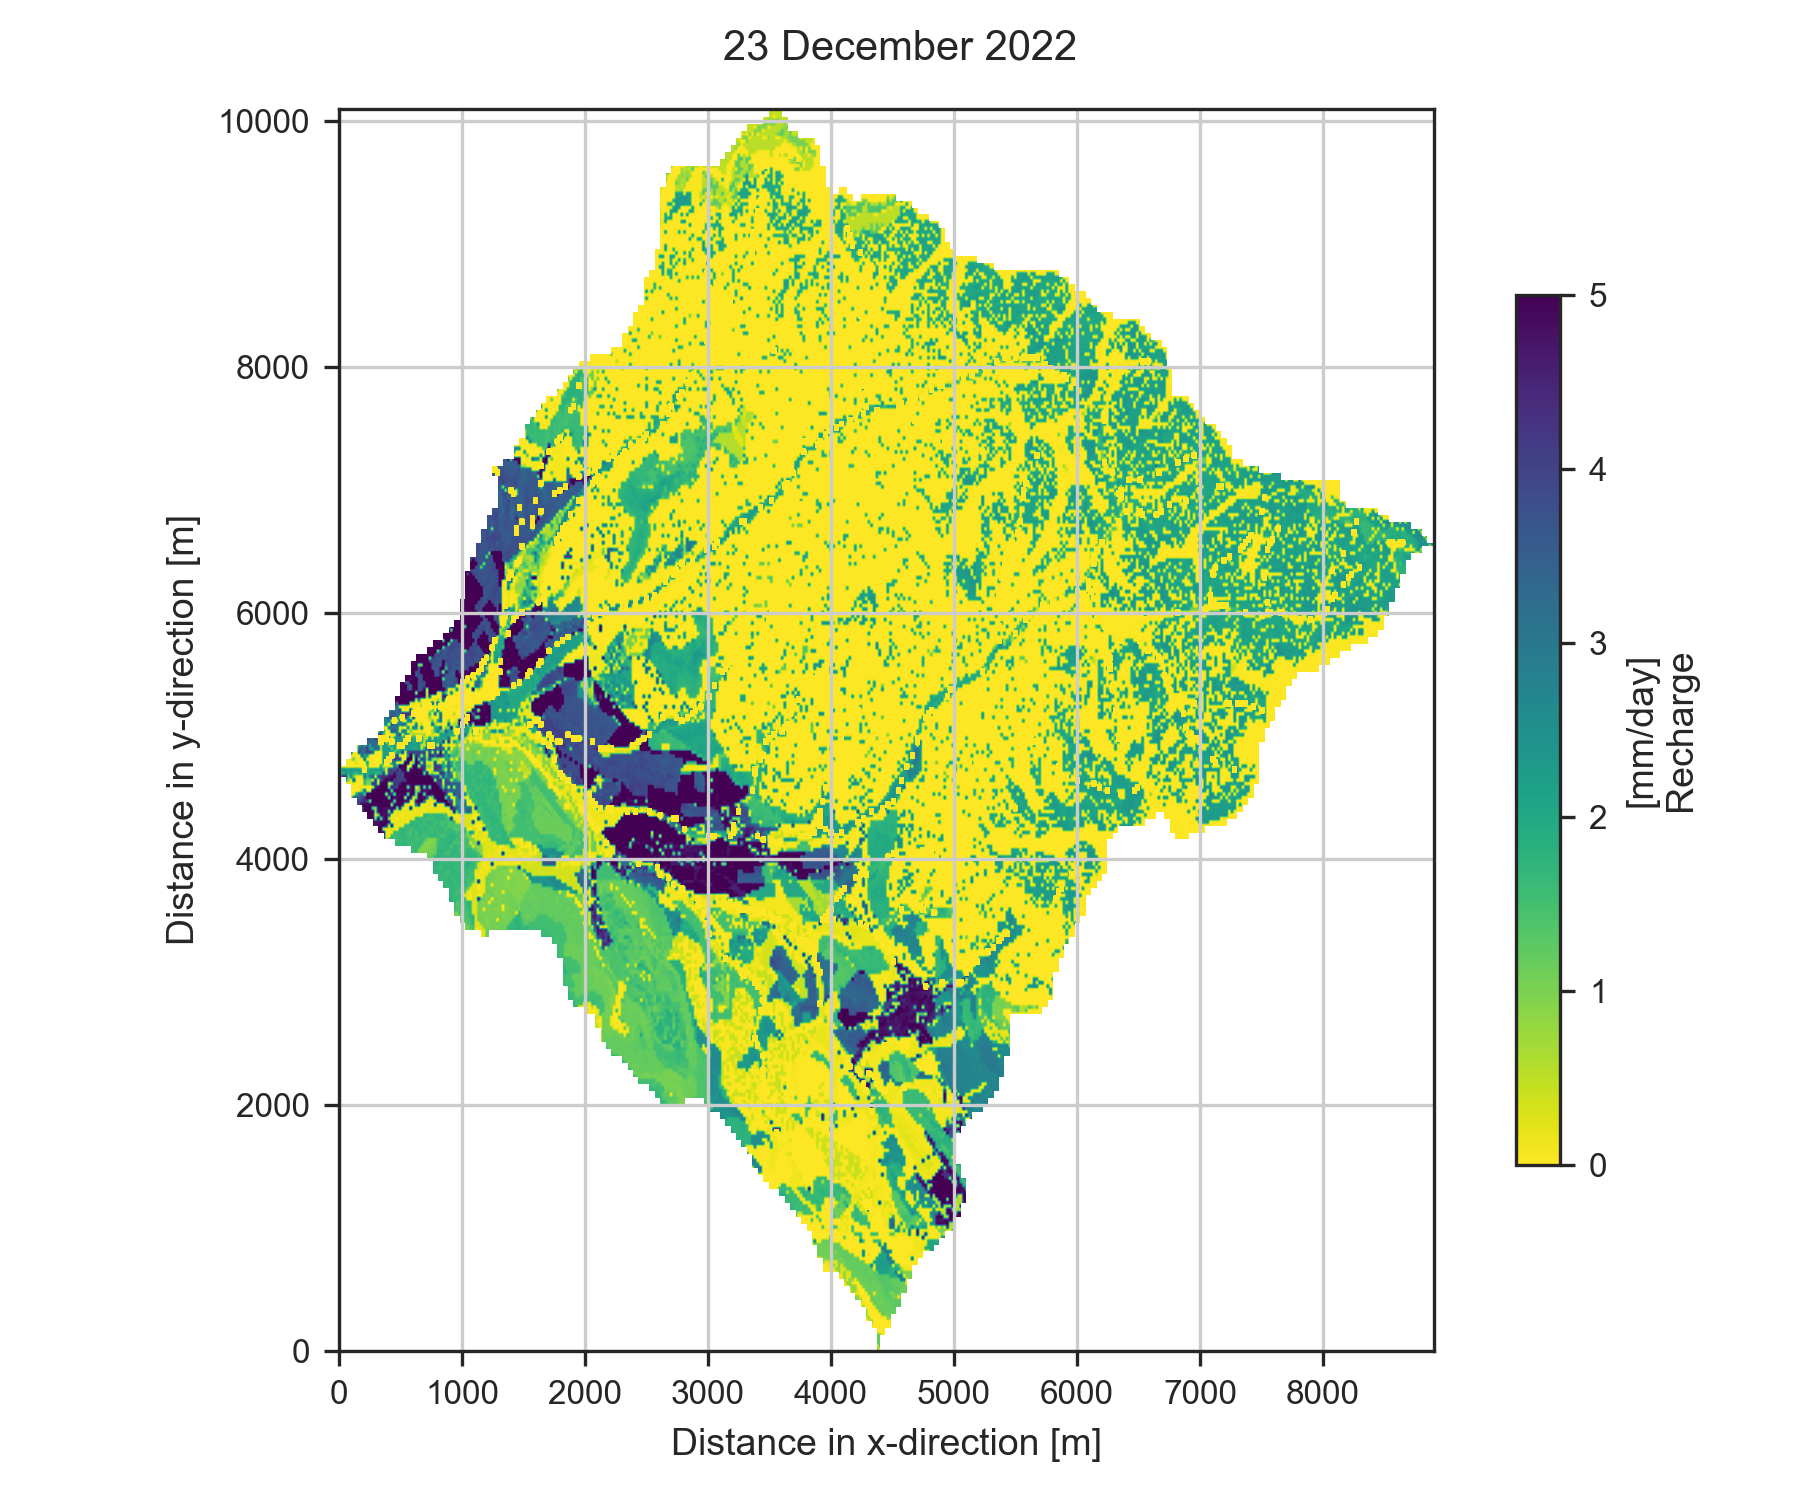 23 December 2022
10000
8000
6000
4000
2000
0
Distance in y-direction [m]
0 1000 2000 3000 4000 5000 6000 7000 8000
Distance in x-direction [m]
5
4
3
2
1
0
[mm/day]
Recharge